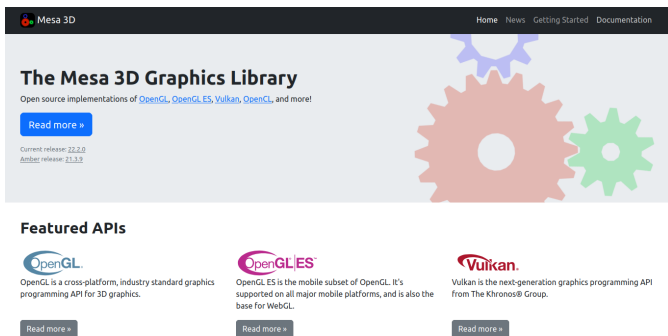 Mesa 3D
Home News Getting Started Documentation
The Mesa 3D Graphics Library
Open source implementations of OpenGL, OpenGL ES, Vulkan, OpenCL, and more!
Read more »
Current release: 22.2.0
Amber release: 21.3.9
Featured APIs
OpenGL.
OpenGL|ES™
Vulkan.
OpenGL is a cross-platform, industry standard graphics
programming API for 3D graphics.
OpenGL ES is the mobile subset of OpenGL. It's
supported on all major mobile platforms, and is also the
base for WebGL.
Vulkan is the next-generation graphics programming API
from The Khronos® Group.
Read more »
Read more »
Read more »